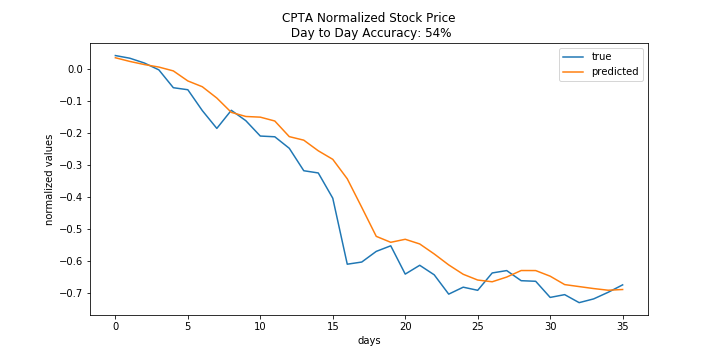 CPTA Normalized Stock Price
Day to Day Accuracy: 54%
true
predicted
normalized values
0.0
−0.1
−0.2
−0.3
−0.4
−0.5
−0.6
−0.7
0 5 10 15 20 25 30 35
days